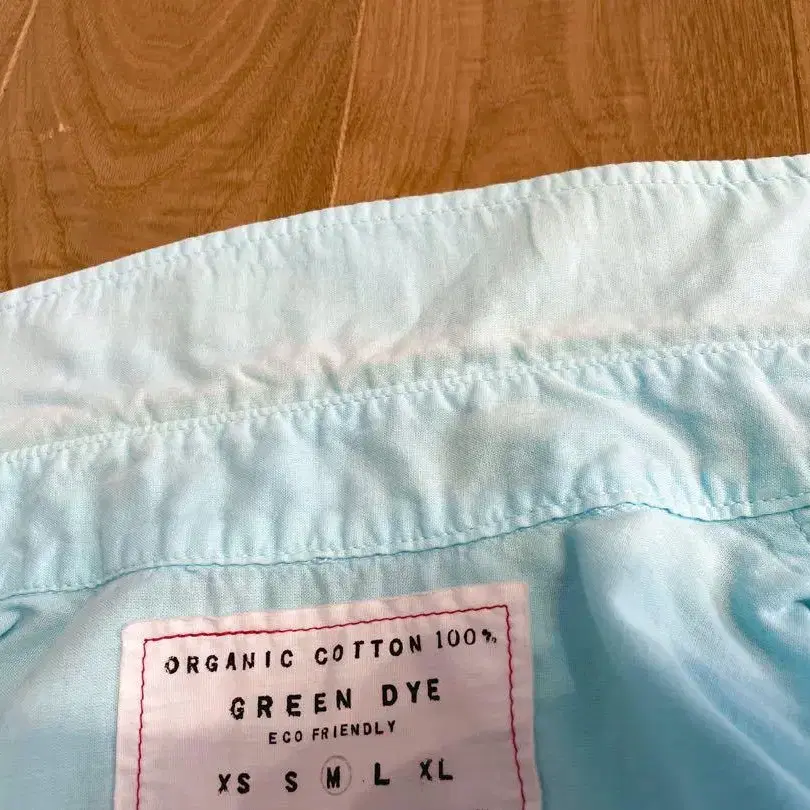 ORGANIC COTTON 100%
GREEN DYE
ECO FRIENDLY
XS S M L XL